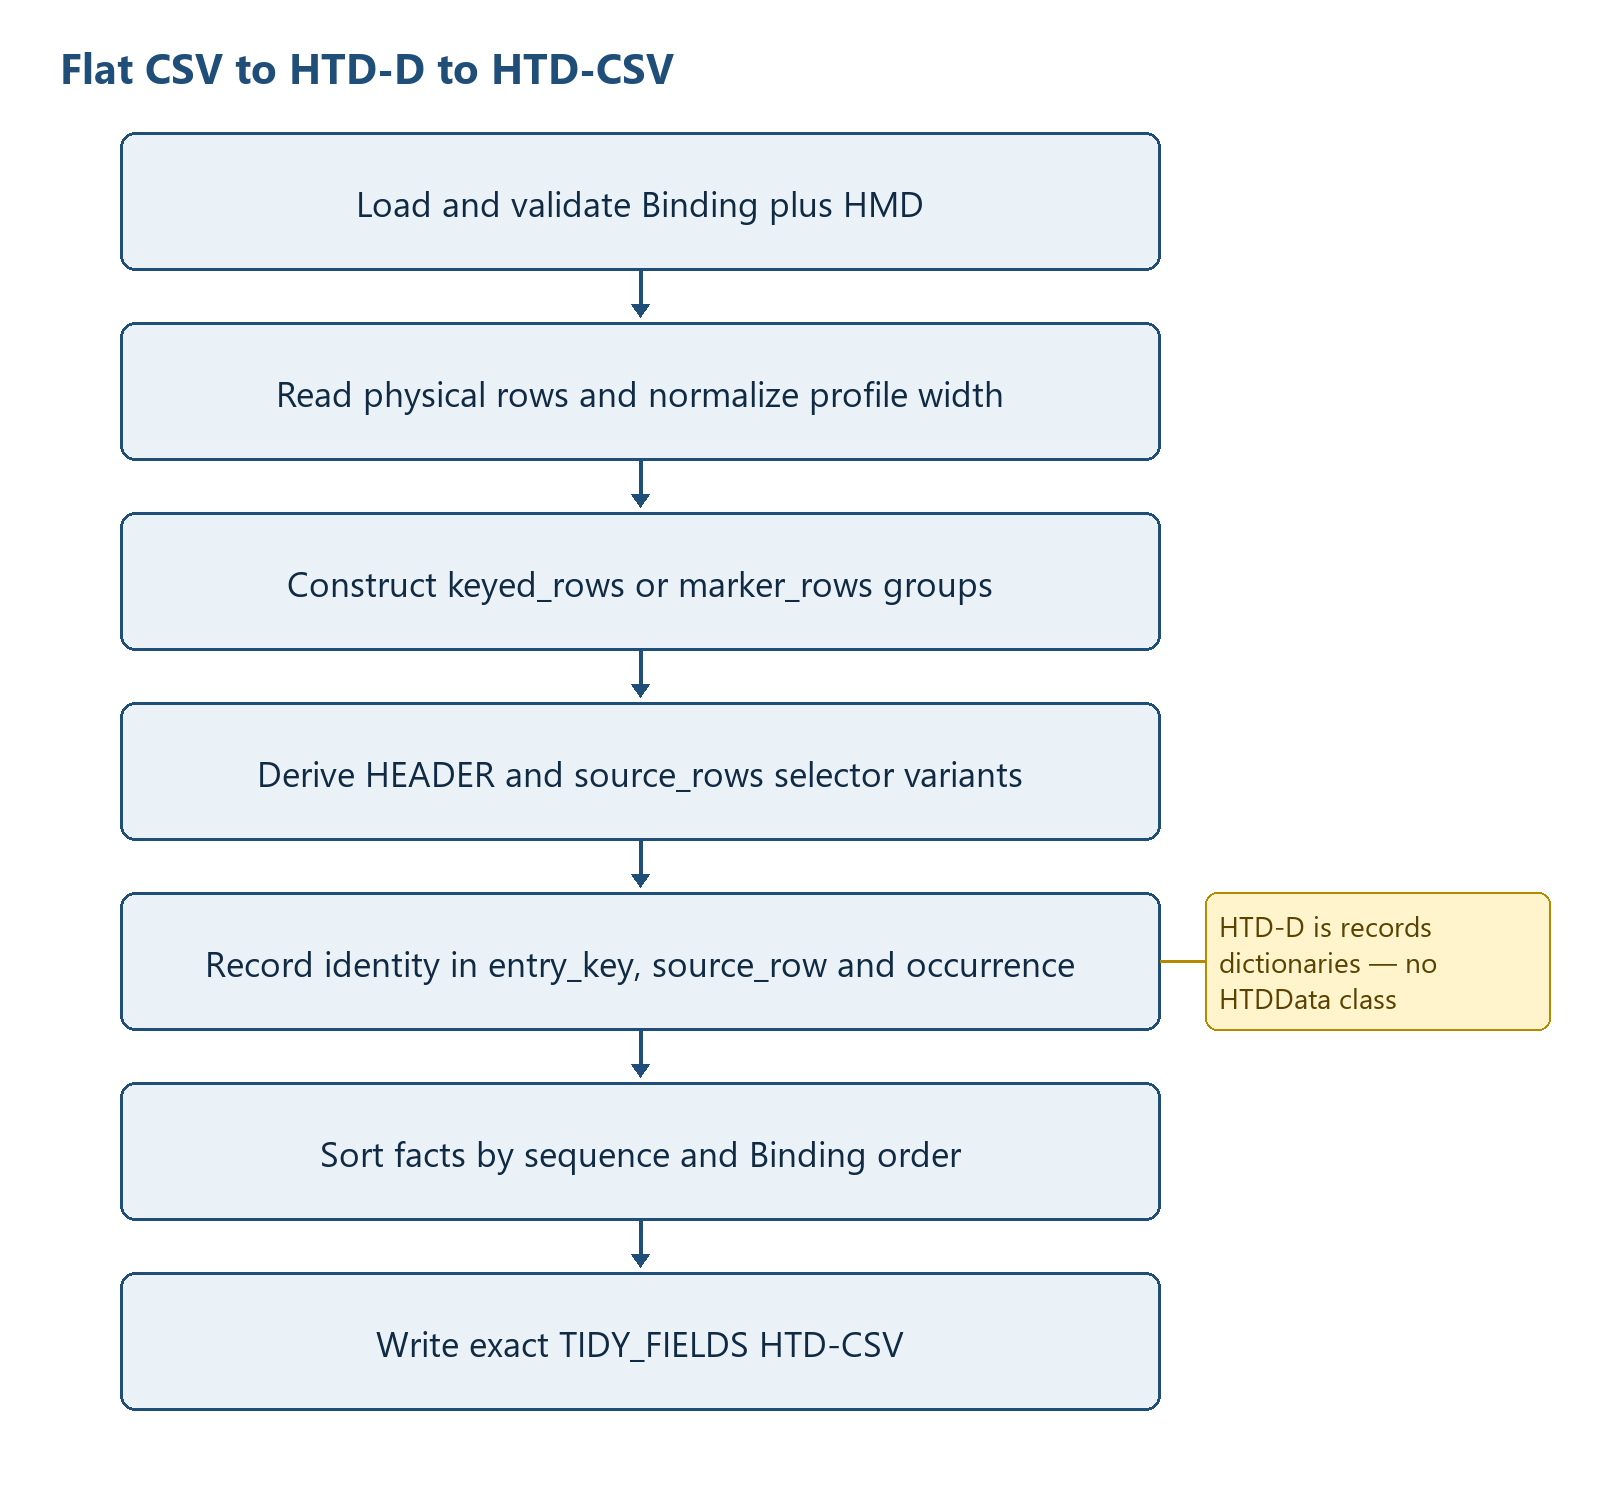 Flat CSV to HTD-D to HTD-CSV
Load and validate Binding plus HMD
Read physical rows and normalize profile width
Construct keyed_rows or marker_rows groups
Derive HEADER and source_rows selector variants
Record identity in entry_key, source_row and occurrence
HTD-D is records
dictionaries — no
HTDData class
Sort facts by sequence and Binding order
Write exact TIDY_FIELDS HTD-CSV